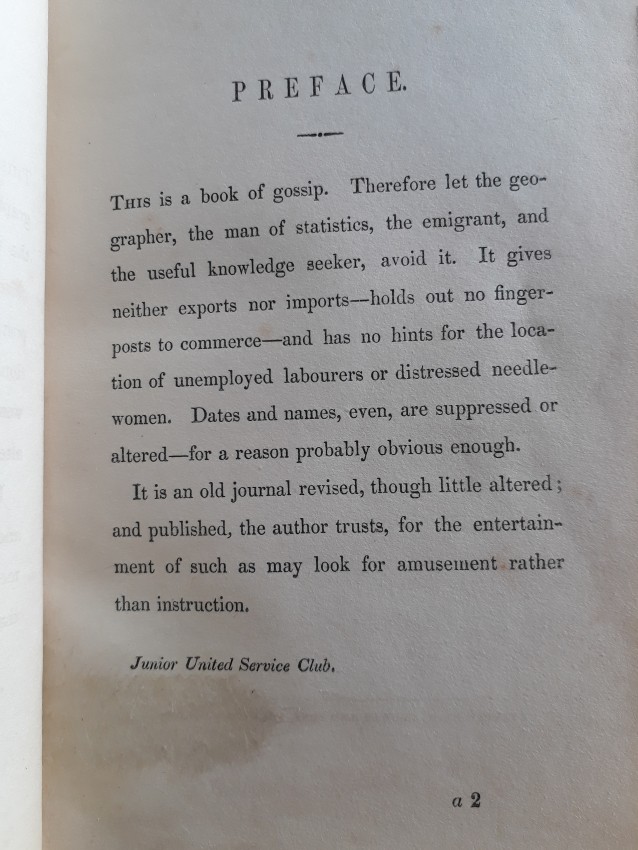 PREFACE.
THIS is a book of gossip. Therefore let the geo-
grapher, the man of statistics, the emigrant, and
the useful knowledge seeker, avoid it. It gives
neither exports nor imports—holds out no finger-
posts to commerce—and has no hints for the loca-
tion of unemployed labourers or distressed needle-
women. Dates and names, even, are suppressed or
altered—for a reason probably obvious enough.
It is an old journal revised, though little altered;
and published, the author trusts, for the entertain-
ment of such as may look for amusement rather
than instruction.
Junior United Service Club.
a 2